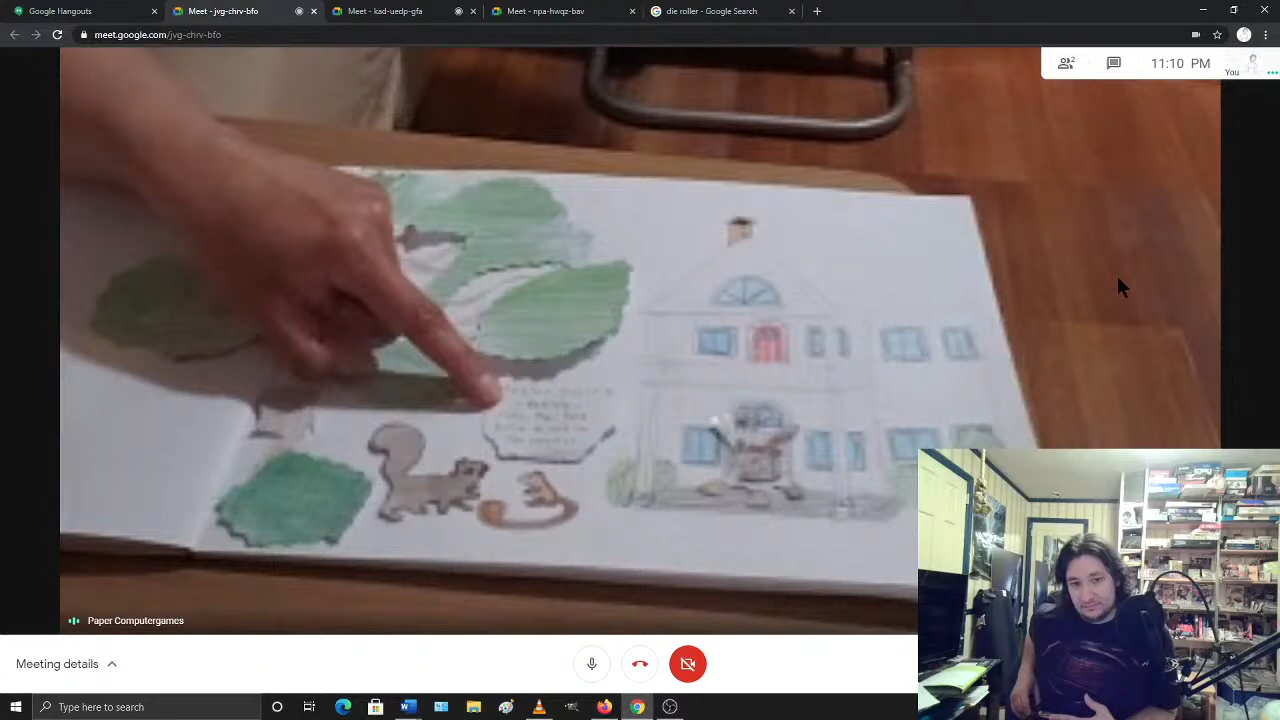 Google Hangouts
Meet - jvg-chrv-bfo
Meet - kad-uedp-gfa
Meet - npa-hwqz-bav
die roller - Google Search
meet.google.com/jvg-chrv-bfo
2
11:10 PM
You
Paper Computergames
Meeting details
Type here to search